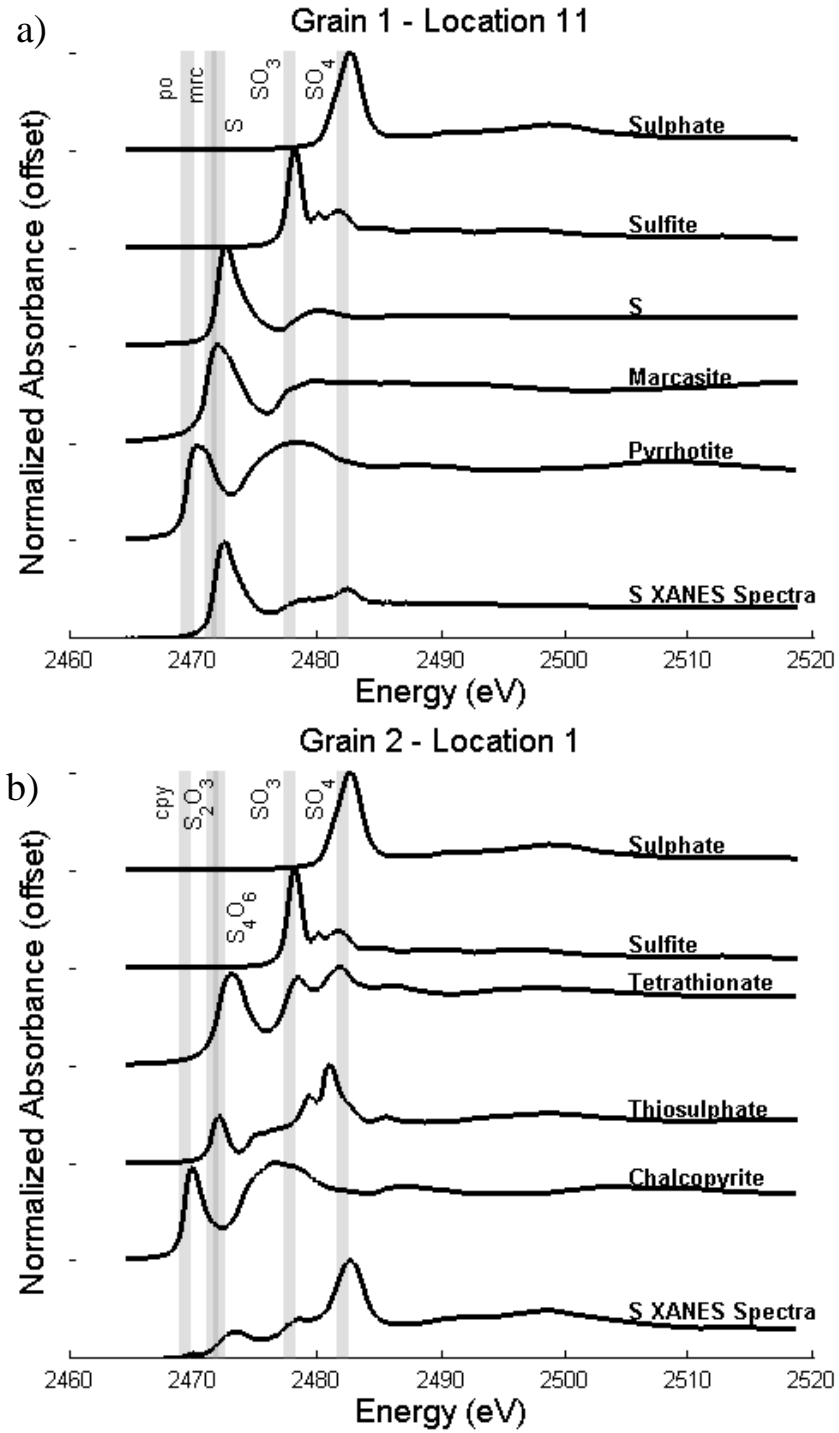 a)
Grain 1 - Location 11
po
mrc
S
SO3
SO4
Sulphate
Sulfite
S
Marcasite
Pyrrhotite
S XANES Spectra
Normalized Absorbance (offset)
2460 2470 2480 2490 2500 2510 2520
Energy (eV)
b)
Grain 2 - Location 1
cpy
S2O3
S4O6
SO3
SO4
Sulphate
Sulfite
Tetrathionate
Thiosulphate
Chalcopyrite
S XANES Spectra
Normalized Absorbance (offset)
2460 2470 2480 2490 2500 2510 2520
Energy (eV)